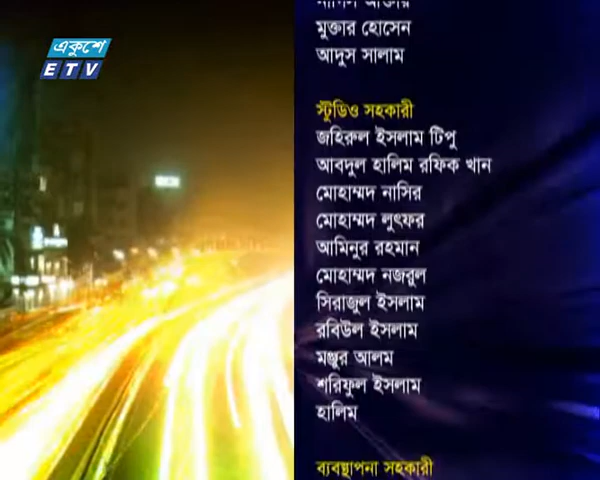 একুশে
ETV
মুক্তার হোসেন
আদুস সালাম
স্টুডিও সহকারী
জহিরুল ইসলাম টিপু
আবদুল হালিম রফিক খান
মোহাম্মদ নাসির
মোহাম্মদ লুৎফর
আমিনুর রহমান
মোহাম্মদ নজরুল
সিরাজুল ইসলাম
রবিউল ইসলাম
মঞ্জুর আলম
শরিফুল ইসলাম
হালিম
ব্যবস্থাপনা সহকারী